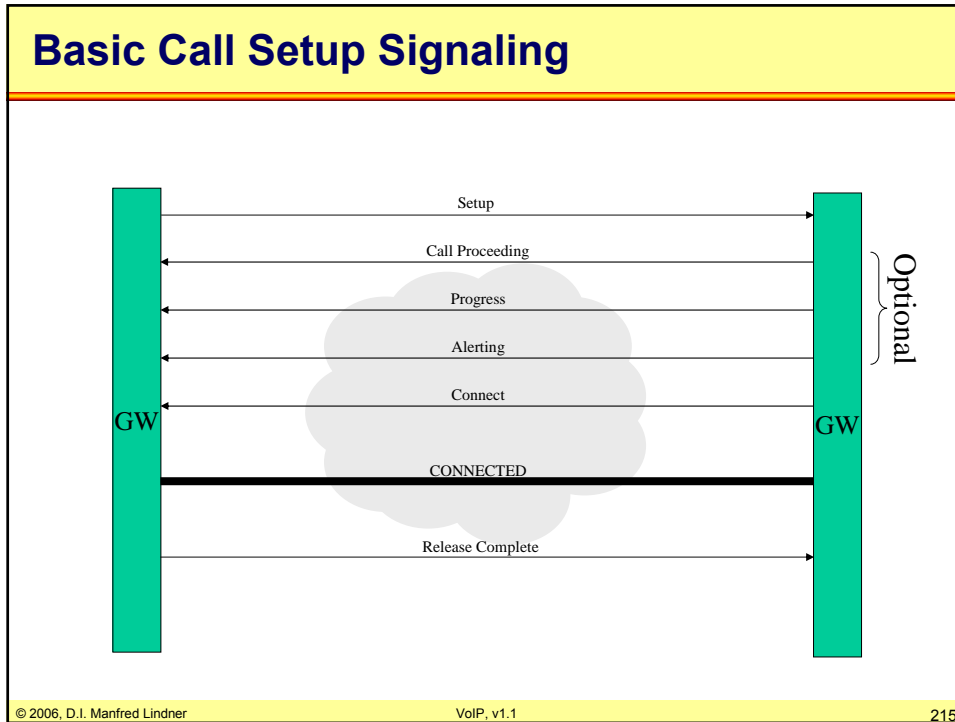 Basic Call Setup Signaling
Setup
Call Proceeding
Progress
Alerting
Optional
Connect
GW
GW
CONNECTED
Release Complete
© 2006, D.I. Manfred Lindner
VoIP, v1.1
215